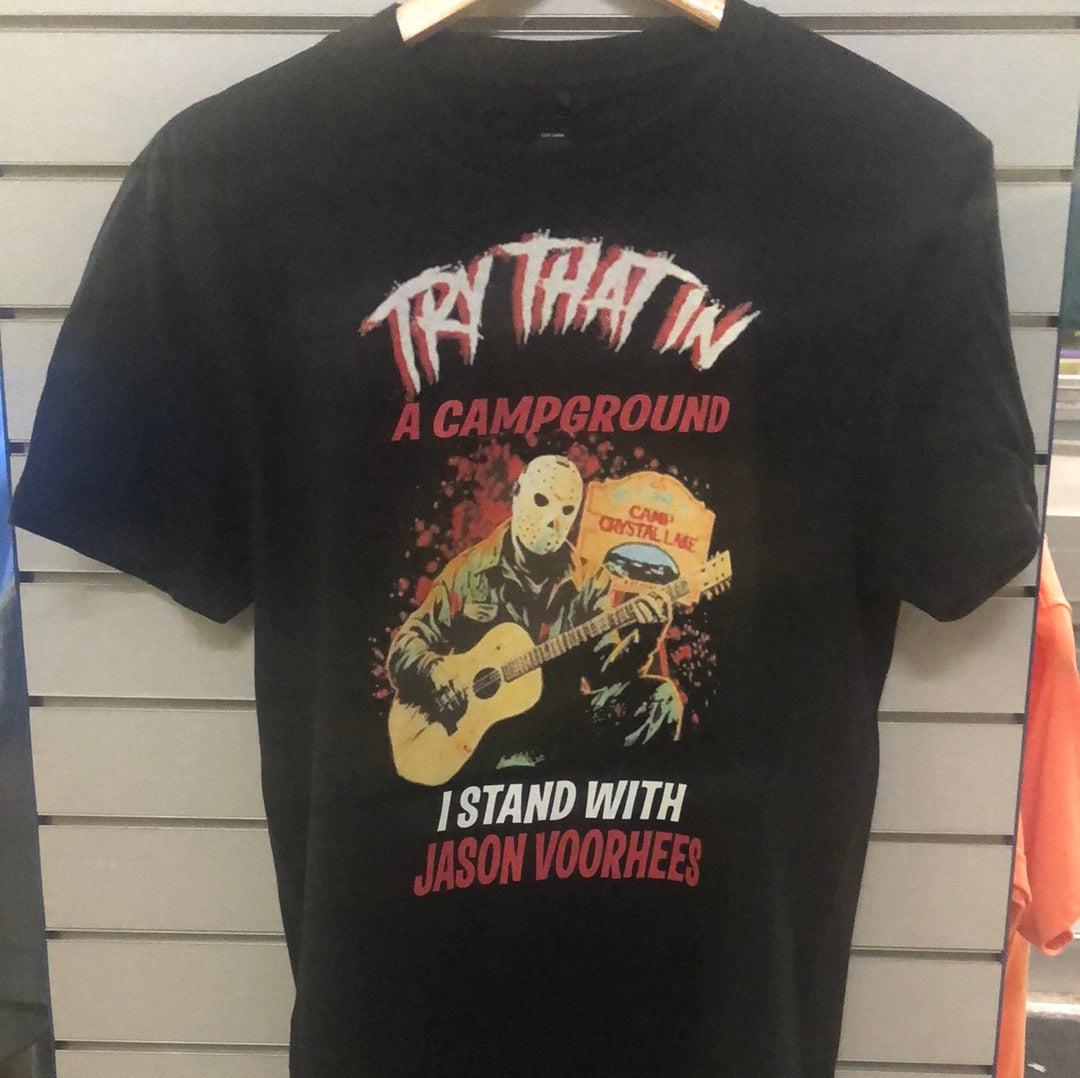 TRY THAT IN
A CAMPGROUND
CAMP
CRYSTAL LAKE
I STAND WITH
JASON VOORHEES